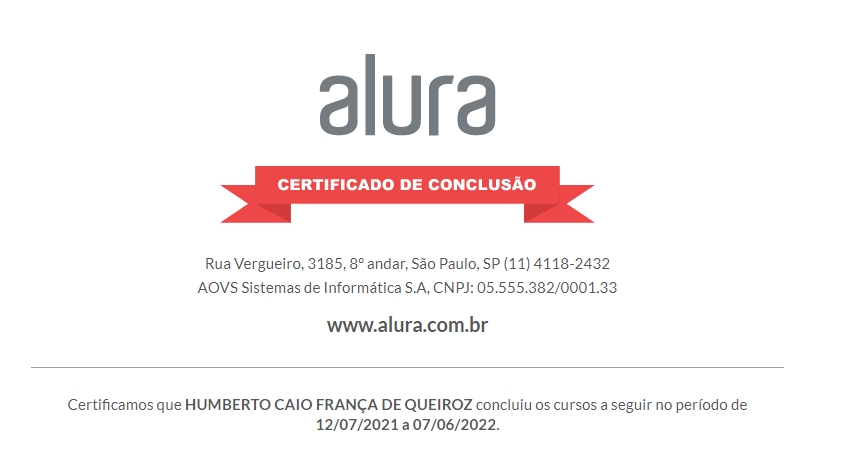 alura
CERTIFICADO DE CONCLUSÃO
Rua Vergueiro, 3185, 8º andar, São Paulo, SP (11) 4118-2432
AOVS Sistemas de Informática S.A, CNPJ: 05.555.382/0001.33
www.alura.com.br
Certificamos que HUMBERTO CAIO FRANÇA DE QUEIROZ concluiu os cursos a seguir no período de
12/07/2021 a 07/06/2022.